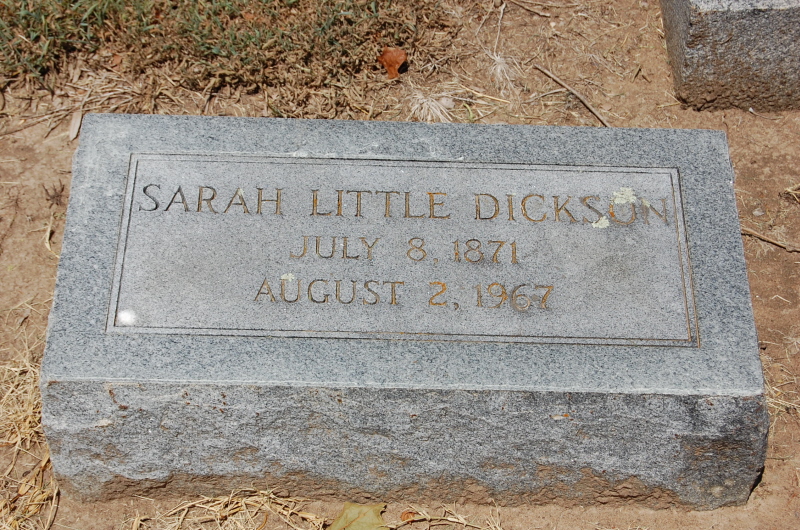 SARAH LITTLE DICKSON
JULY 8, 1871
AUGUST 2, 1967